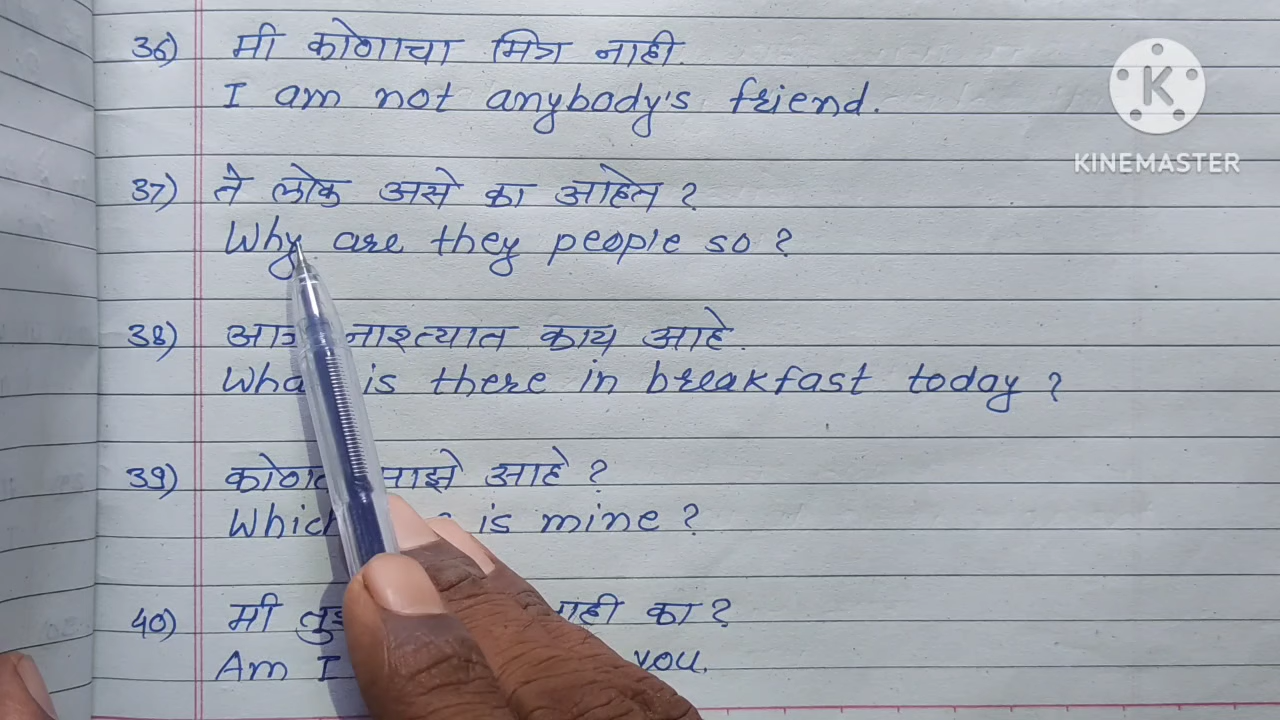 36) मी कोणाचा मित्र नाही.
I am not anybody's friend.
K
KINEMASTER
37) ते लोक असे का आहेत ?
Why are they people so ?
38) नाश्त्यात काय आहे.
is there in breakfast today ?
39) आहे ?
is mine ?
40) मी का ?
Am I you.